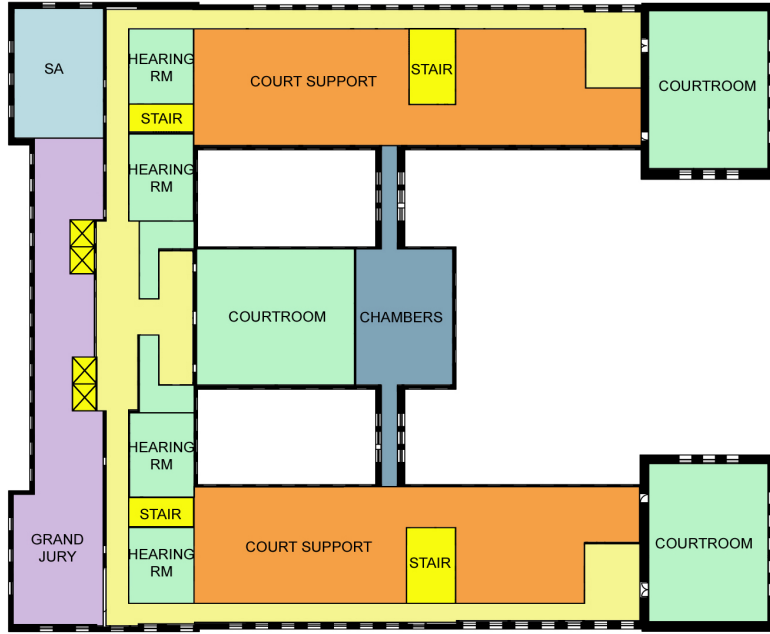 SA
HEARING
RM
COURT SUPPORT
STAIR
COURTROOM
STAIR
HEARING
RM
COURTROOM
CHAMBERS
HEARING
RM
STAIR
GRAND
JURY
HEARING
RM
COURT SUPPORT
STAIR
COURTROOM